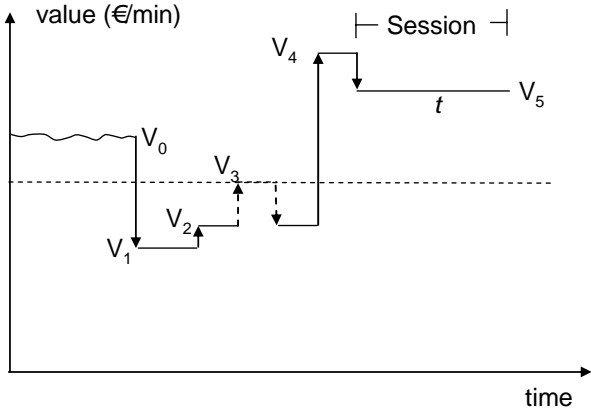 value (€/min)
Session
V4
t
V5
V0
V3
V2
V1
time